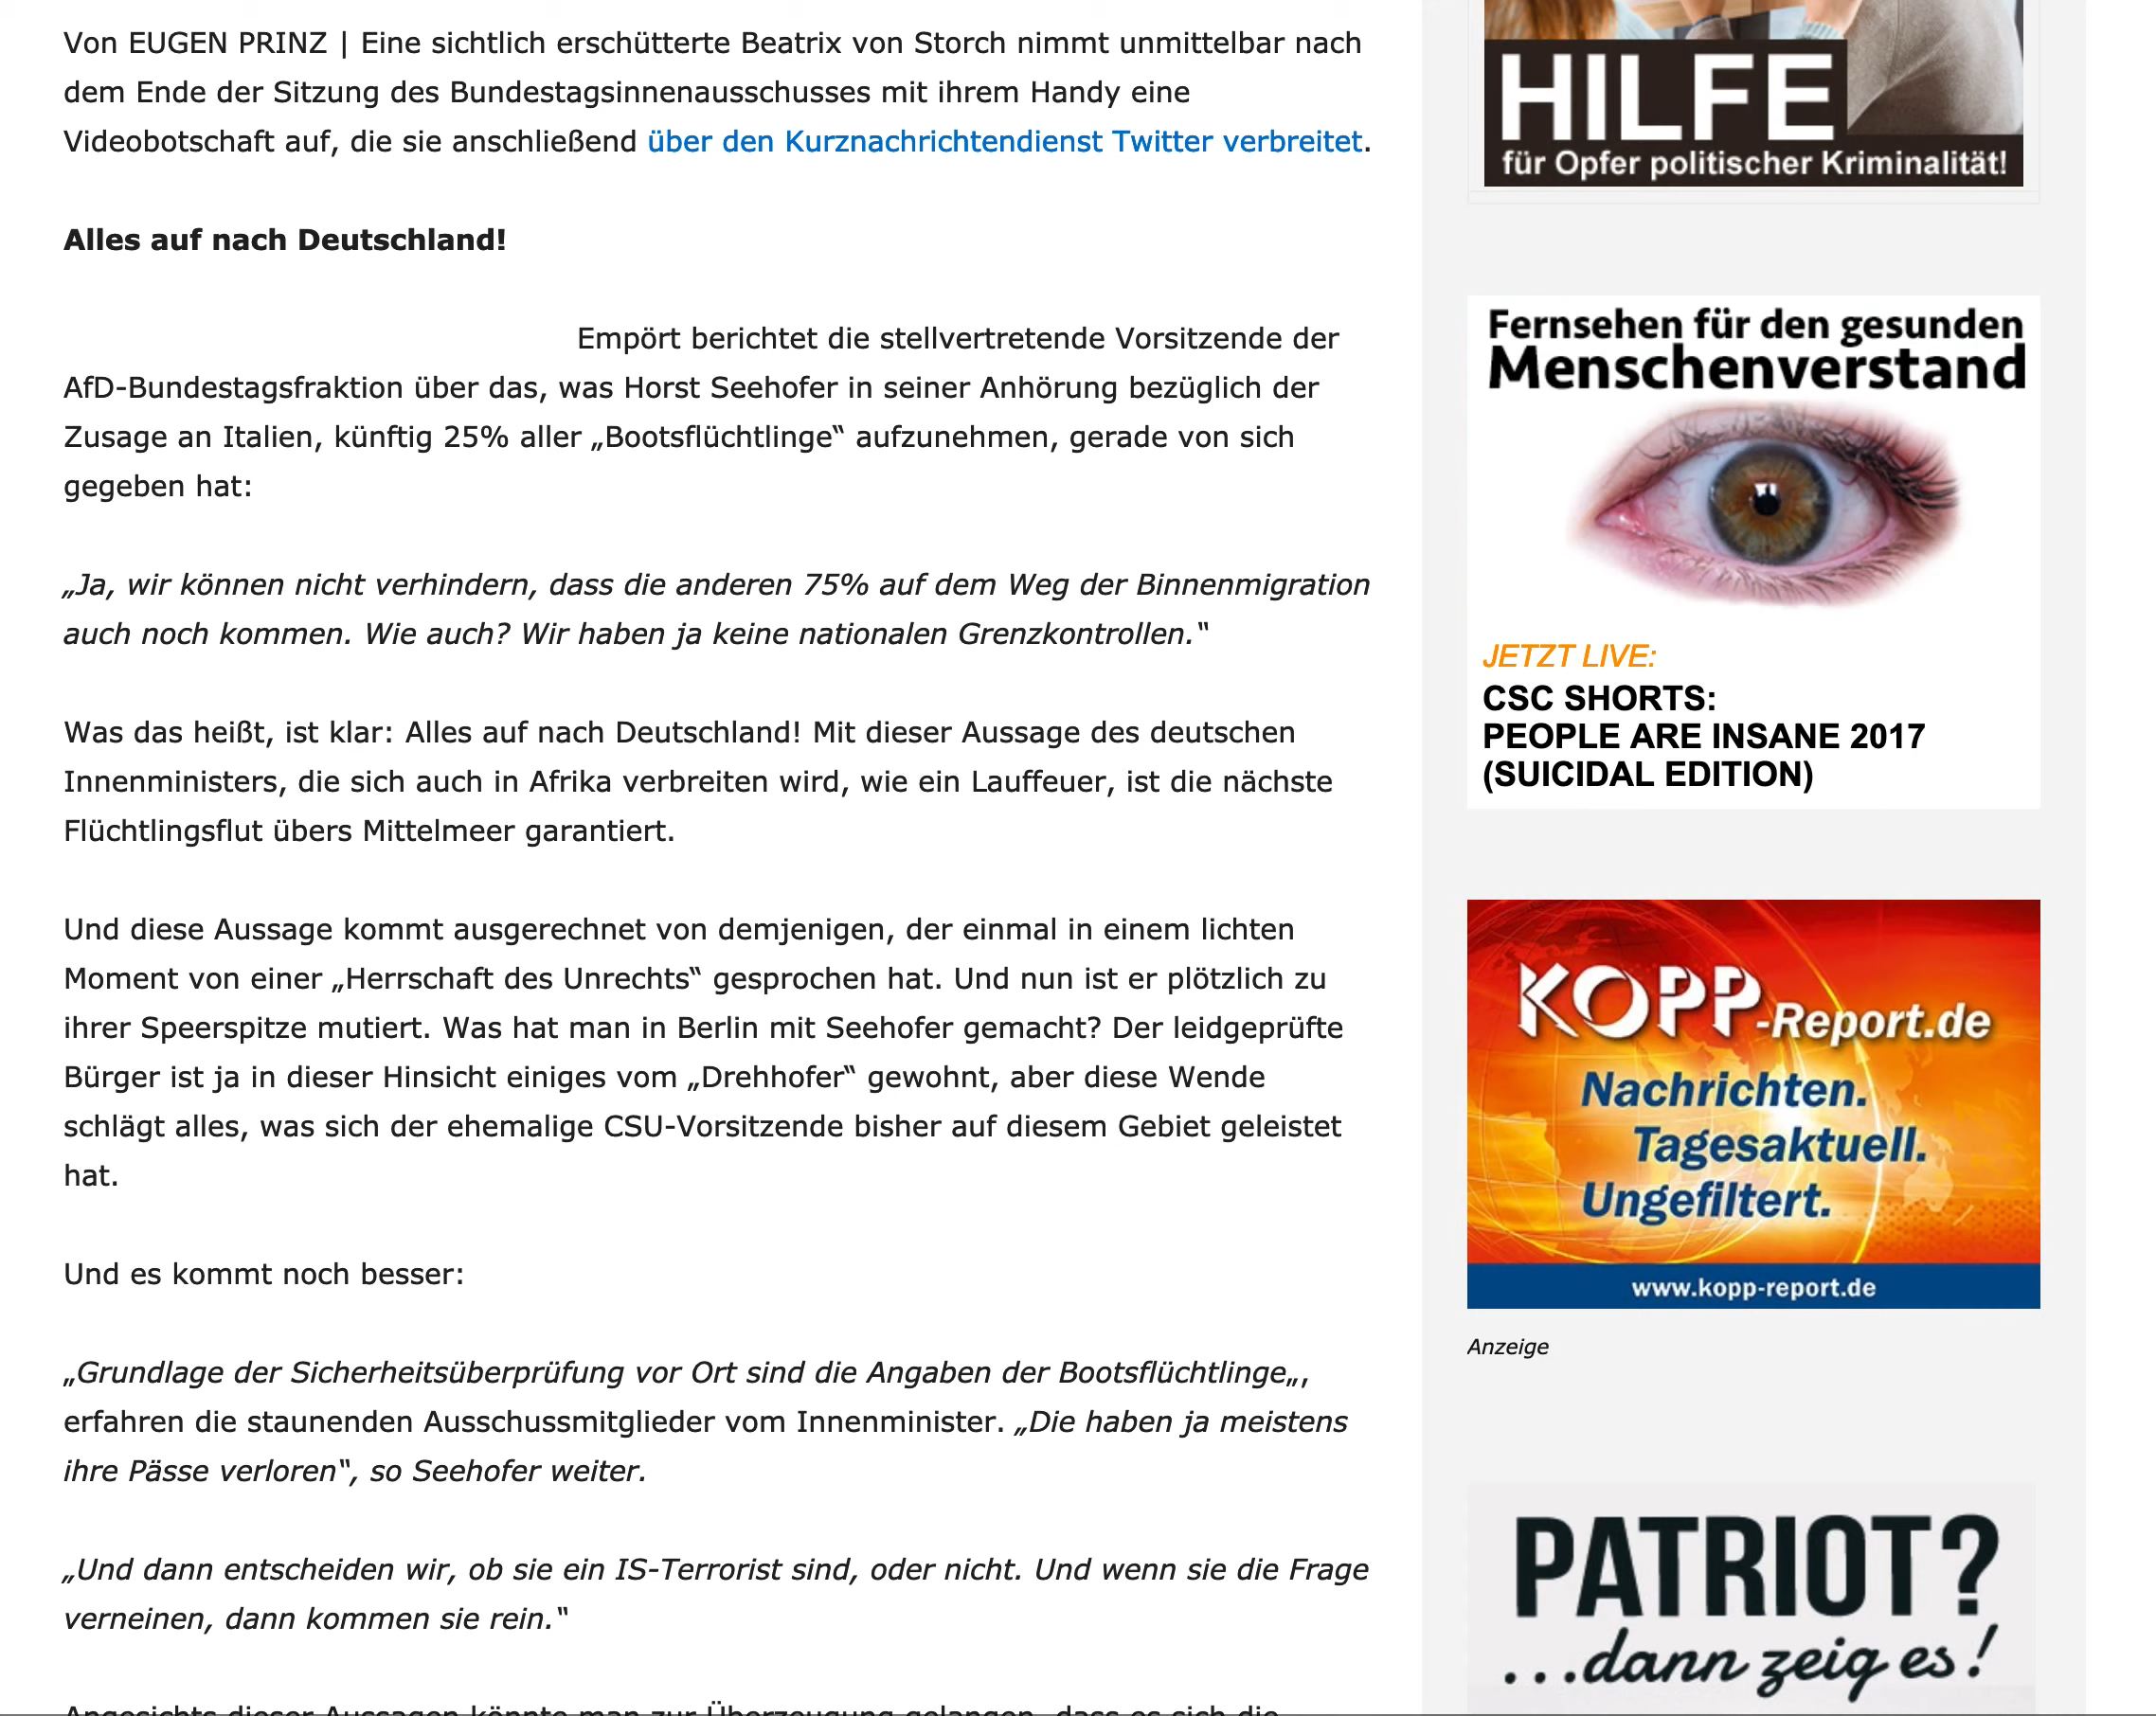 Von EUGEN PRINZ | Eine sichtlich erschütterte Beatrix von Storch nimmt unmittelbar nach
dem Ende der Sitzung des Bundestagsinnenausschusses mit ihrem Handy eine
Videobotschaft auf, die sie anschließend über den Kurznachrichtendienst Twitter verbreitet.
Alles auf nach Deutschland!
Empört berichtet die stellvertretende Vorsitzende der
AfD-Bundestagsfraktion über das, was Horst Seehofer in seiner Anhörung bezüglich der
Zusage an Italien, künftig 25% aller „Bootsflüchtlinge“ aufzunehmen, gerade von sich
gegeben hat:
„Ja, wir können nicht verhindern, dass die anderen 75% auf dem Weg der Binnenmigration
auch noch kommen. Wie auch? Wir haben ja keine nationalen Grenzkontrollen.“
Was das heißt, ist klar: Alles auf nach Deutschland! Mit dieser Aussage des deutschen
Innenministers, die sich auch in Afrika verbreiten wird, wie ein Lauffeuer, ist die nächste
Flüchtlingsflut übers Mittelmeer garantiert.
Und diese Aussage kommt ausgerechnet von demjenigen, der einmal in einem lichten
Moment von einer „Herrschaft des Unrechts“ gesprochen hat. Und nun ist er plötzlich zu
ihrer Speerspitze mutiert. Was hat man in Berlin mit Seehofer gemacht? Der leidgeprüfte
Bürger ist ja in dieser Hinsicht einiges vom „Drehhofer“ gewohnt, aber diese Wende
schlägt alles, was sich der ehemalige CSU-Vorsitzende bisher auf diesem Gebiet geleistet
hat.
Und es kommt noch besser:
„Grundlage der Sicherheitsüberprüfung vor Ort sind die Angaben der Bootsflüchtlinge„,
erfahren die staunenden Ausschussmitglieder vom Innenminister. „Die haben ja meistens
ihre Pässe verloren“, so Seehofer weiter.
„Und dann entscheiden wir, ob sie ein IS-Terrorist sind, oder nicht. Und wenn sie die Frage
verneinen, dann kommen sie rein.“
Angesichts dieser Aussagen könnte man zur Überzeugung gelangen, dass es sich die
HILFE
für Opfer politischer Kriminalität!
Fernsehen für den gesunden
Menschenverstand
JETZT LIVE:
CSC SHORTS:
PEOPLE ARE INSANE 2017
(SUICIDAL EDITION)
KOPP-Report.de
Nachrichten.
Tagesaktuell.
Ungefiltert.
www.kopp-report.de
Anzeige
PATRIOT?
...dann zeig es!